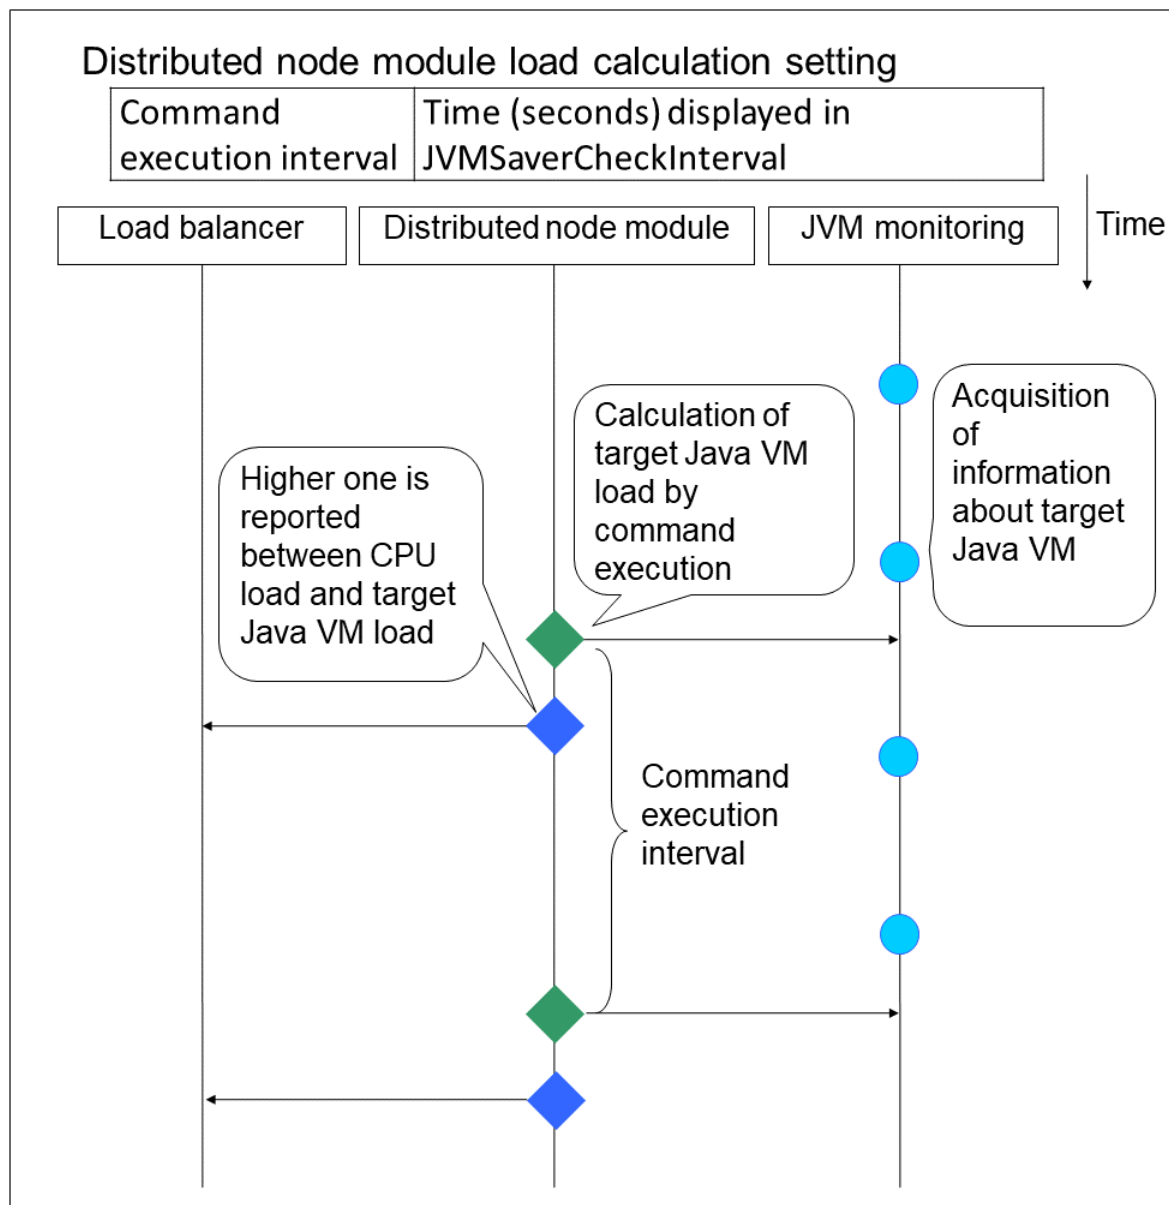 Distributed node module load calculation setting
Command
execution interval
Time (seconds) displayed in
JVMSaverCheckInterval
Load balancer
Distributed node module
JVM monitoring
Time
Acquisition
of
information
about target
Java VM
Calculation of
target Java VM
load by
command
execution
Higher one is
reported
between CPU
load and target
Java VM load
Command
execution
interval